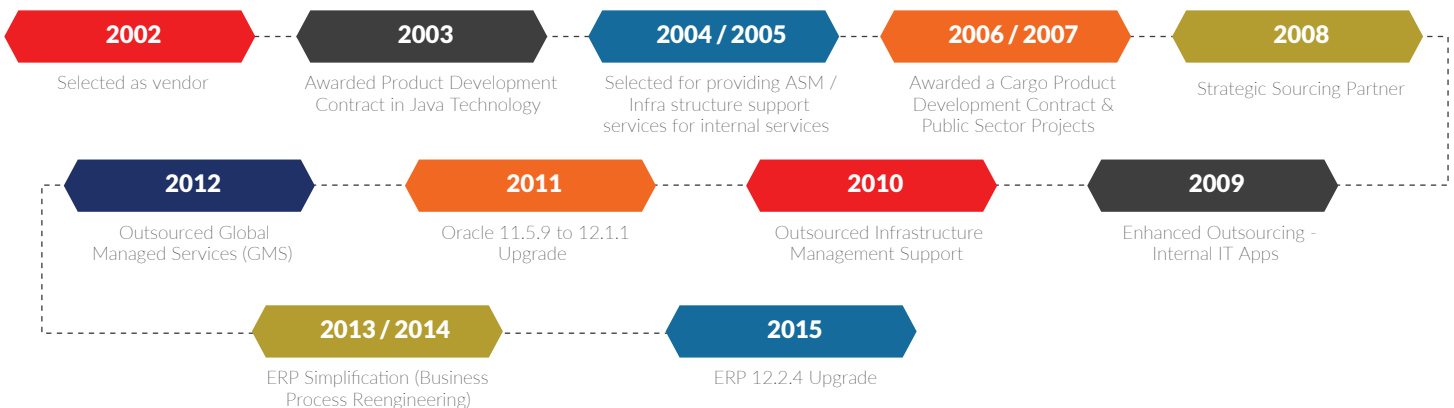 2002
Selected as vendor
2003
Awarded Product Development
Contract in Java Technology
2004 / 2005
Selected for providing ASM /
Infra structure support
services for internal services
2006 / 2007
Awarded a Cargo Product
Development Contract &
Public Sector Projects
2008
Strategic Sourcing Partner
2009
Enhanced Outsourcing -
Internal IT Apps
2010
Outsourced Infrastructure
Management Support
2011
Oracle 11.5.9 to 12.1.1
Upgrade
2012
Outsourced Global
Managed Services (GMS)
2013 / 2014
ERP Simplification (Business
Process Reengineering)
2015
ERP 12.2.4 Upgrade